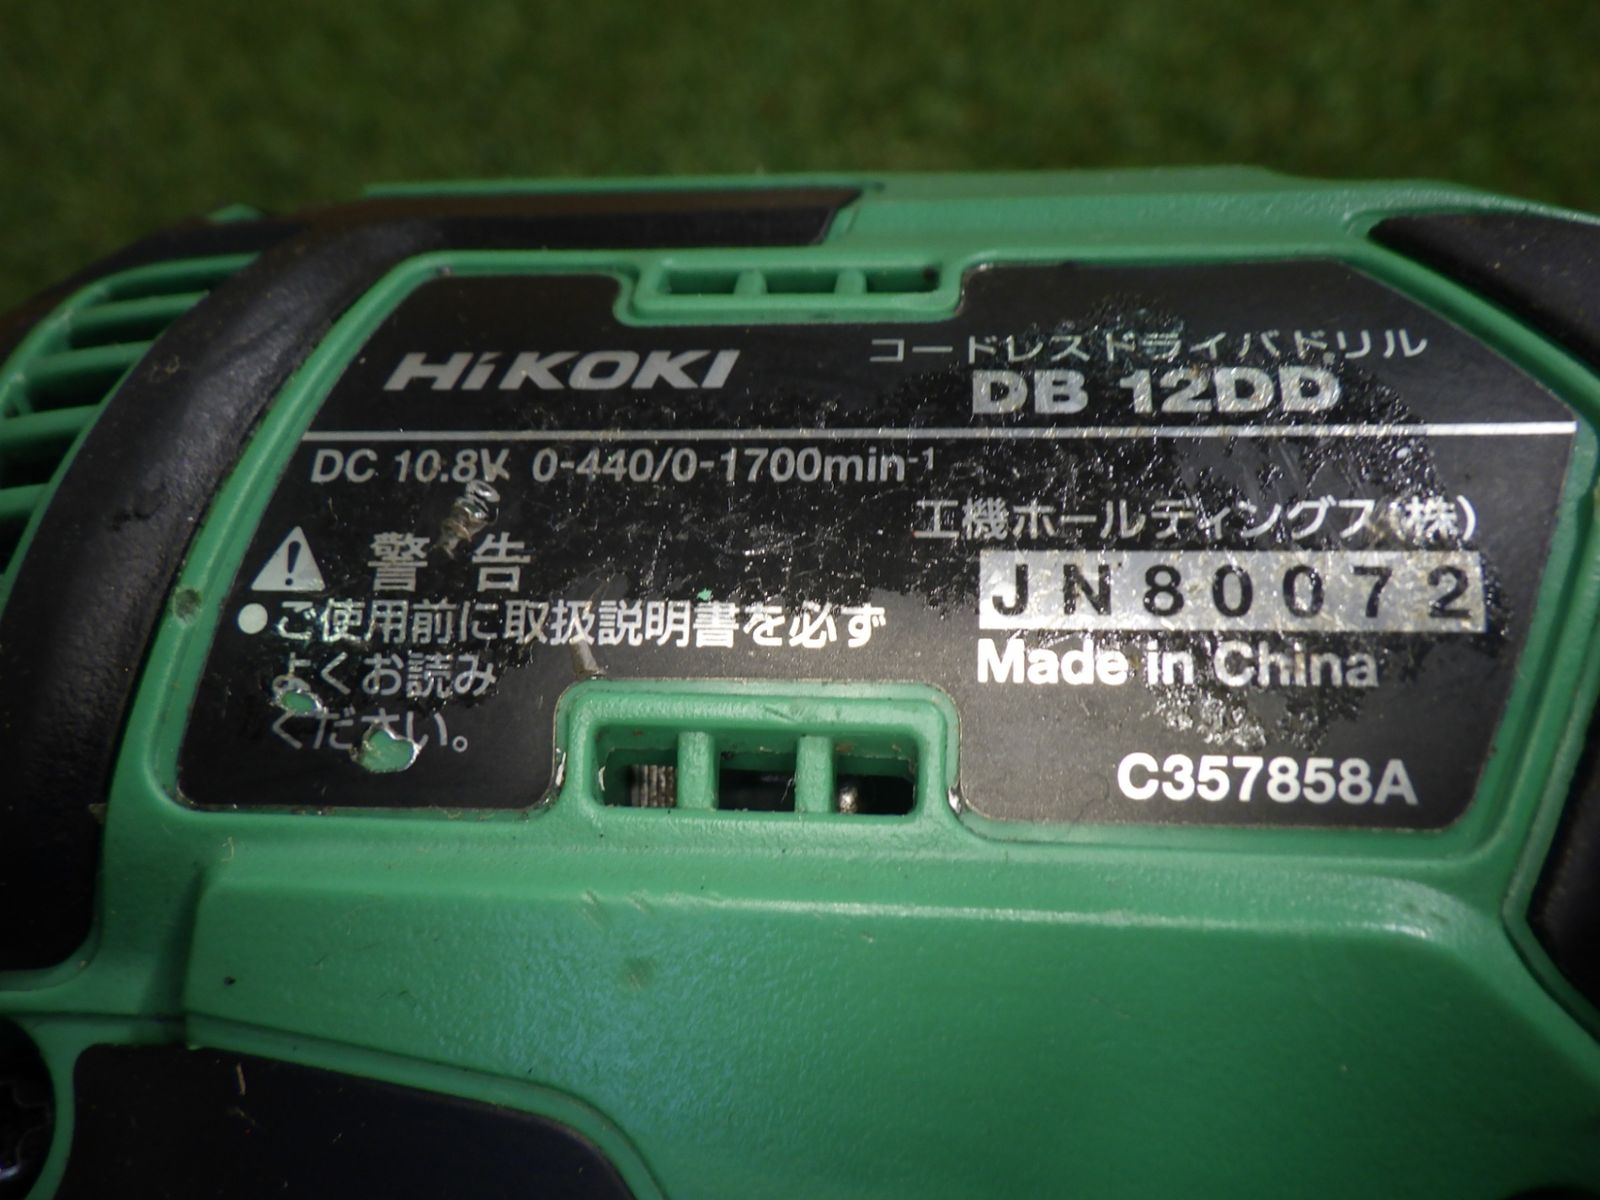 HiKOKI
コードレスドライバドリル
DB 12DD
DC 10.8V 0-440/0-1700min-1
工機ホールディングス(株)
警告
JN80072
●ご使用前に取扱説明書を必ず
Made in China
よくお読み
ください。
C357858A